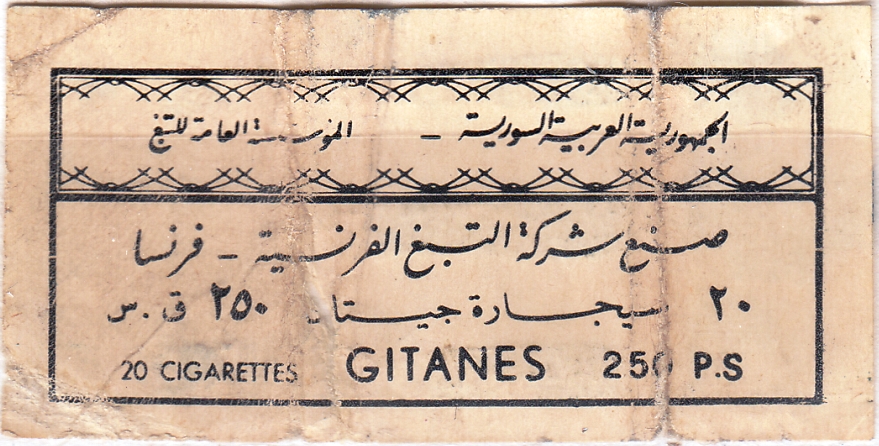 الجمهورية العربية السورية - المؤسسة العامة للتبغ
صنع شركة التبغ الفرنسية - فرنسا
٢٠ سيجارة جيتان ٢٥٠ ق.س
20 CIGARETTES GITANES 250 P.S